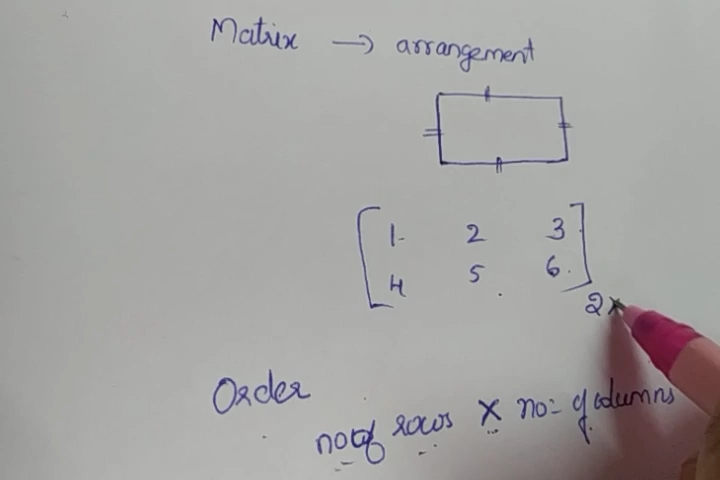 Matrix → arrangement
1 2 3
4 5 6
2×
Order
no of rows × no= of columns